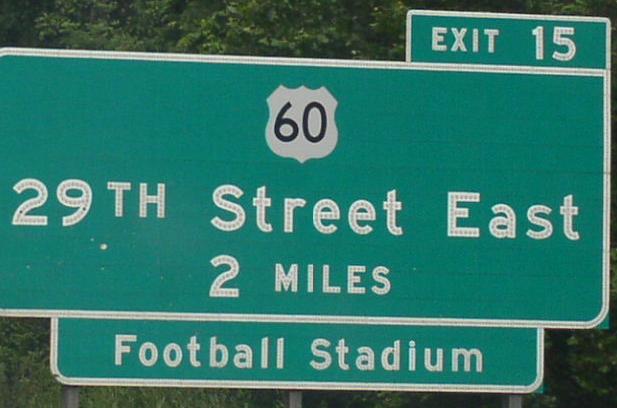 EXIT 15
60
29TH Street East
2 MILES
Football Stadium